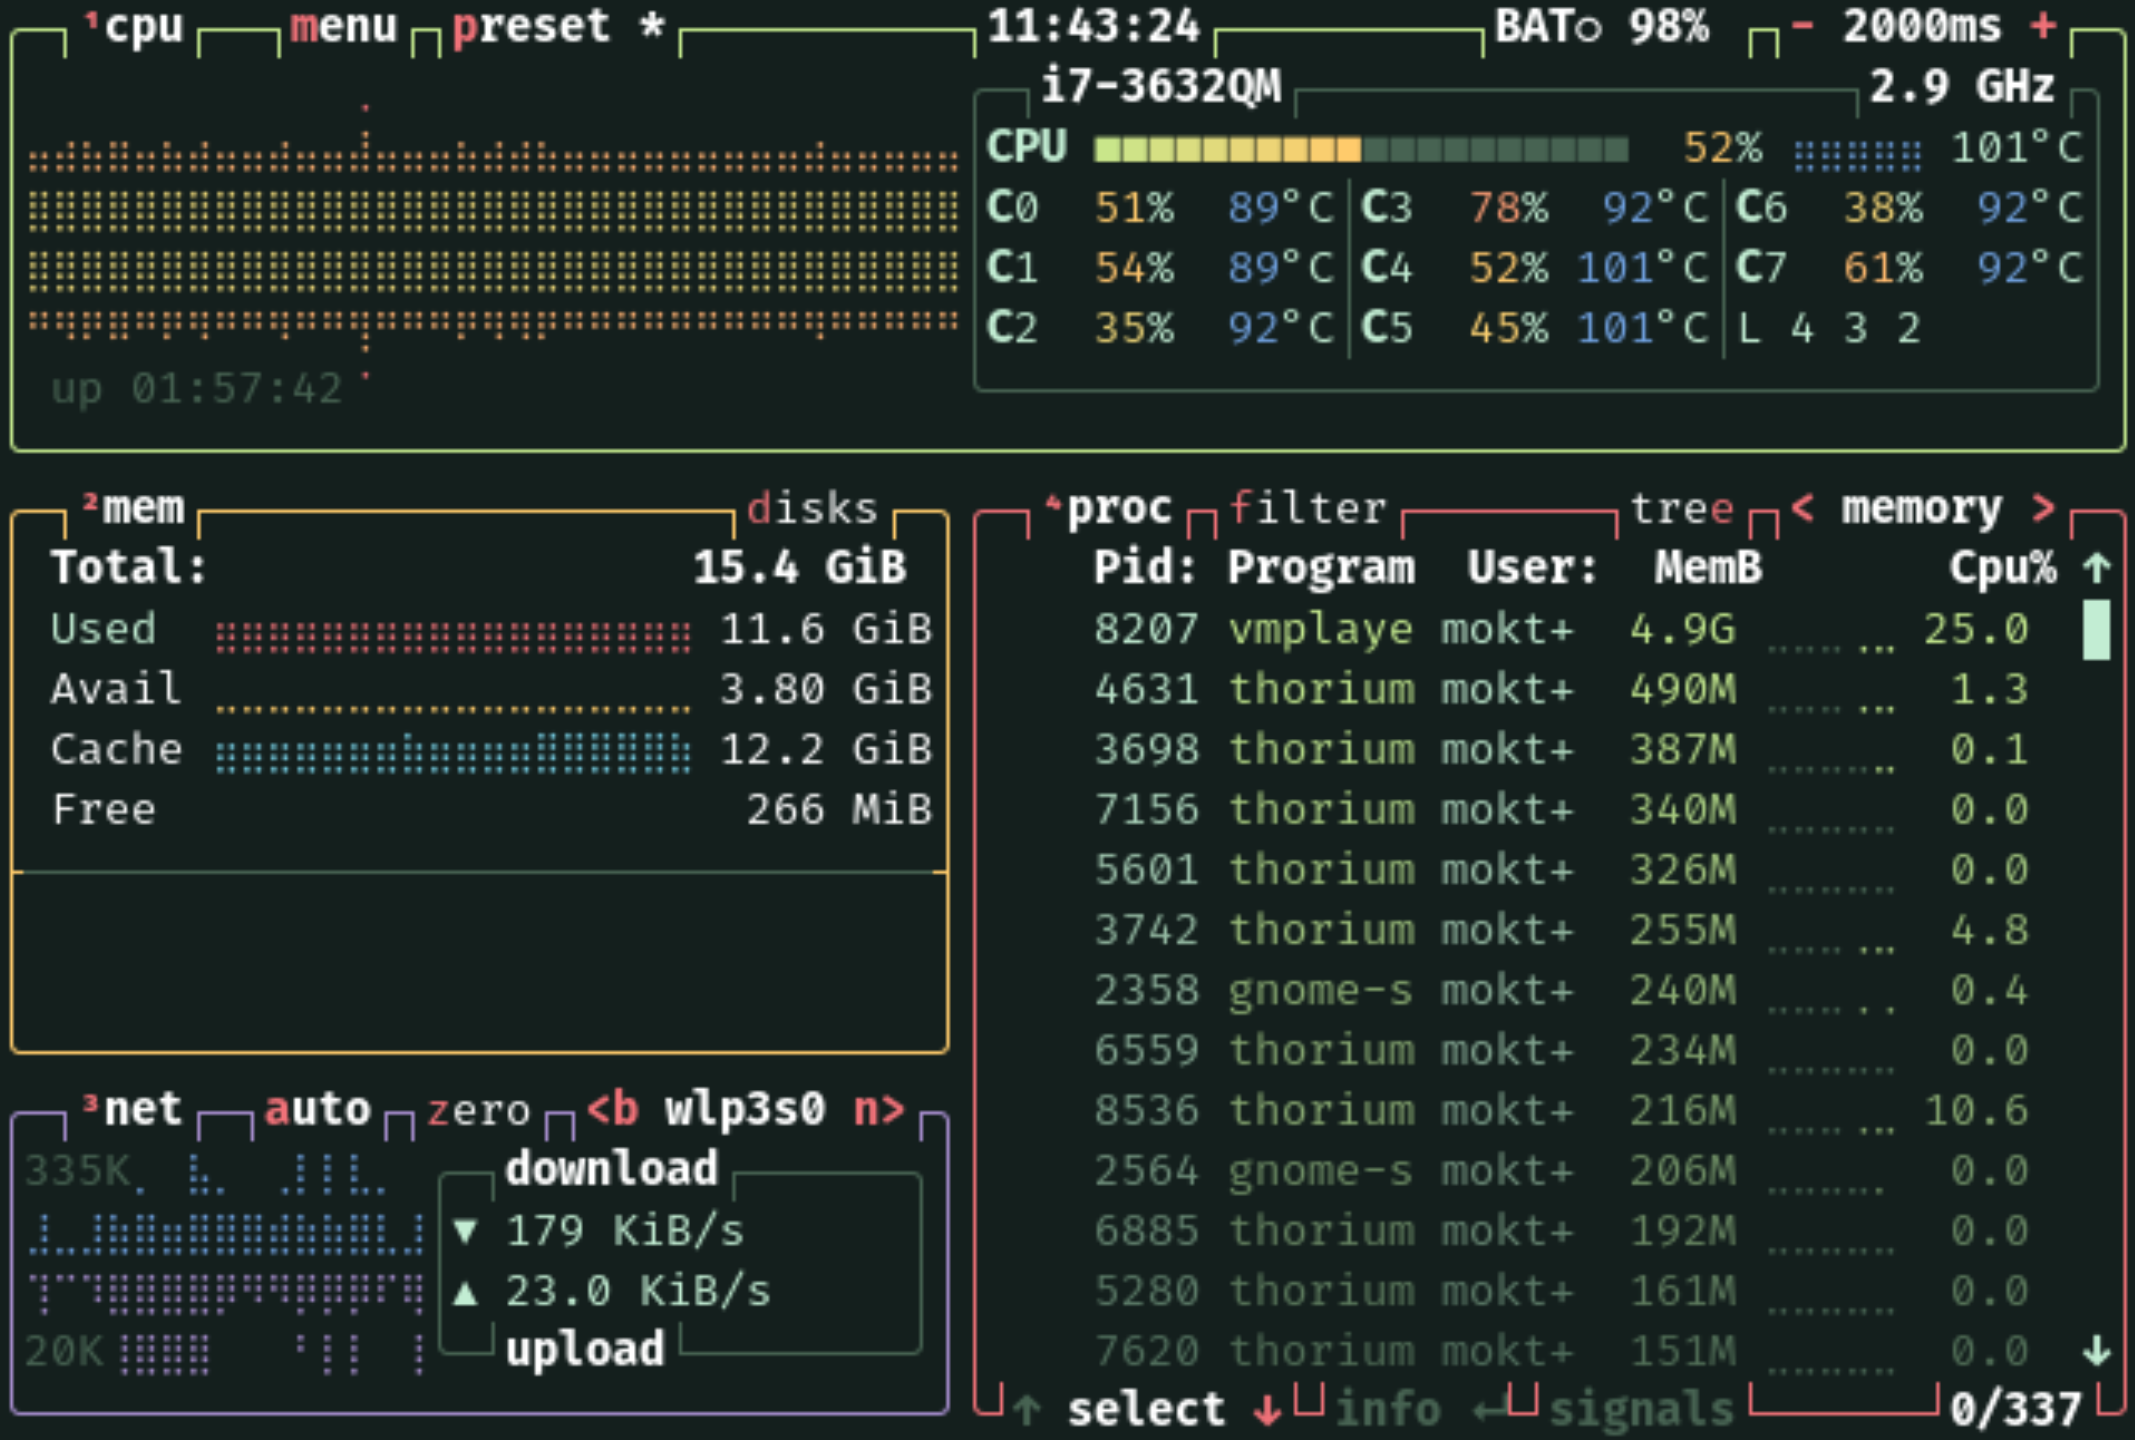 ¹cpu menu preset * 11:43:24 BAT○ 98% - 2000ms +
i7-3632QM 2.9 GHz
CPU 52% 101°C
C0 51% 89°C C3 78% 92°C C6 38% 92°C
C1 54% 89°C C4 52% 101°C C7 61% 92°C
C2 35% 92°C C5 45% 101°C L 4 3 2
up 01:57:42
²mem disks
Total: 15.4 GiB
Used 11.6 GiB
Avail 3.80 GiB
Cache 12.2 GiB
Free 266 MiB
³net auto zero <b wlp3s0 n>
335K
download
▼ 179 KiB/s
▲ 23.0 KiB/s
20K
upload
⁴proc filter tree < memory >
Pid: Program User: MemB Cpu% ↑
8207 vmplaye mokt+ 4.9G 25.0
4631 thorium mokt+ 490M 1.3
3698 thorium mokt+ 387M 0.1
7156 thorium mokt+ 340M 0.0
5601 thorium mokt+ 326M 0.0
3742 thorium mokt+ 255M 4.8
2358 gnome-s mokt+ 240M 0.4
6559 thorium mokt+ 234M 0.0
8536 thorium mokt+ 216M 10.6
2564 gnome-s mokt+ 206M 0.0
6885 thorium mokt+ 192M 0.0
5280 thorium mokt+ 161M 0.0
7620 thorium mokt+ 151M 0.0 ↓
↑ select ↓ info ↵ signals 0/337